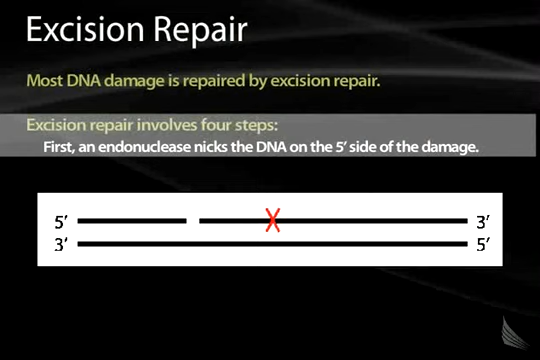 Excision Repair
Most DNA damage is repaired by excision repair.
Excision repair involves four steps:
First, an endonuclease nicks the DNA on the 5' side of the damage.
5' 3'
3' 5'